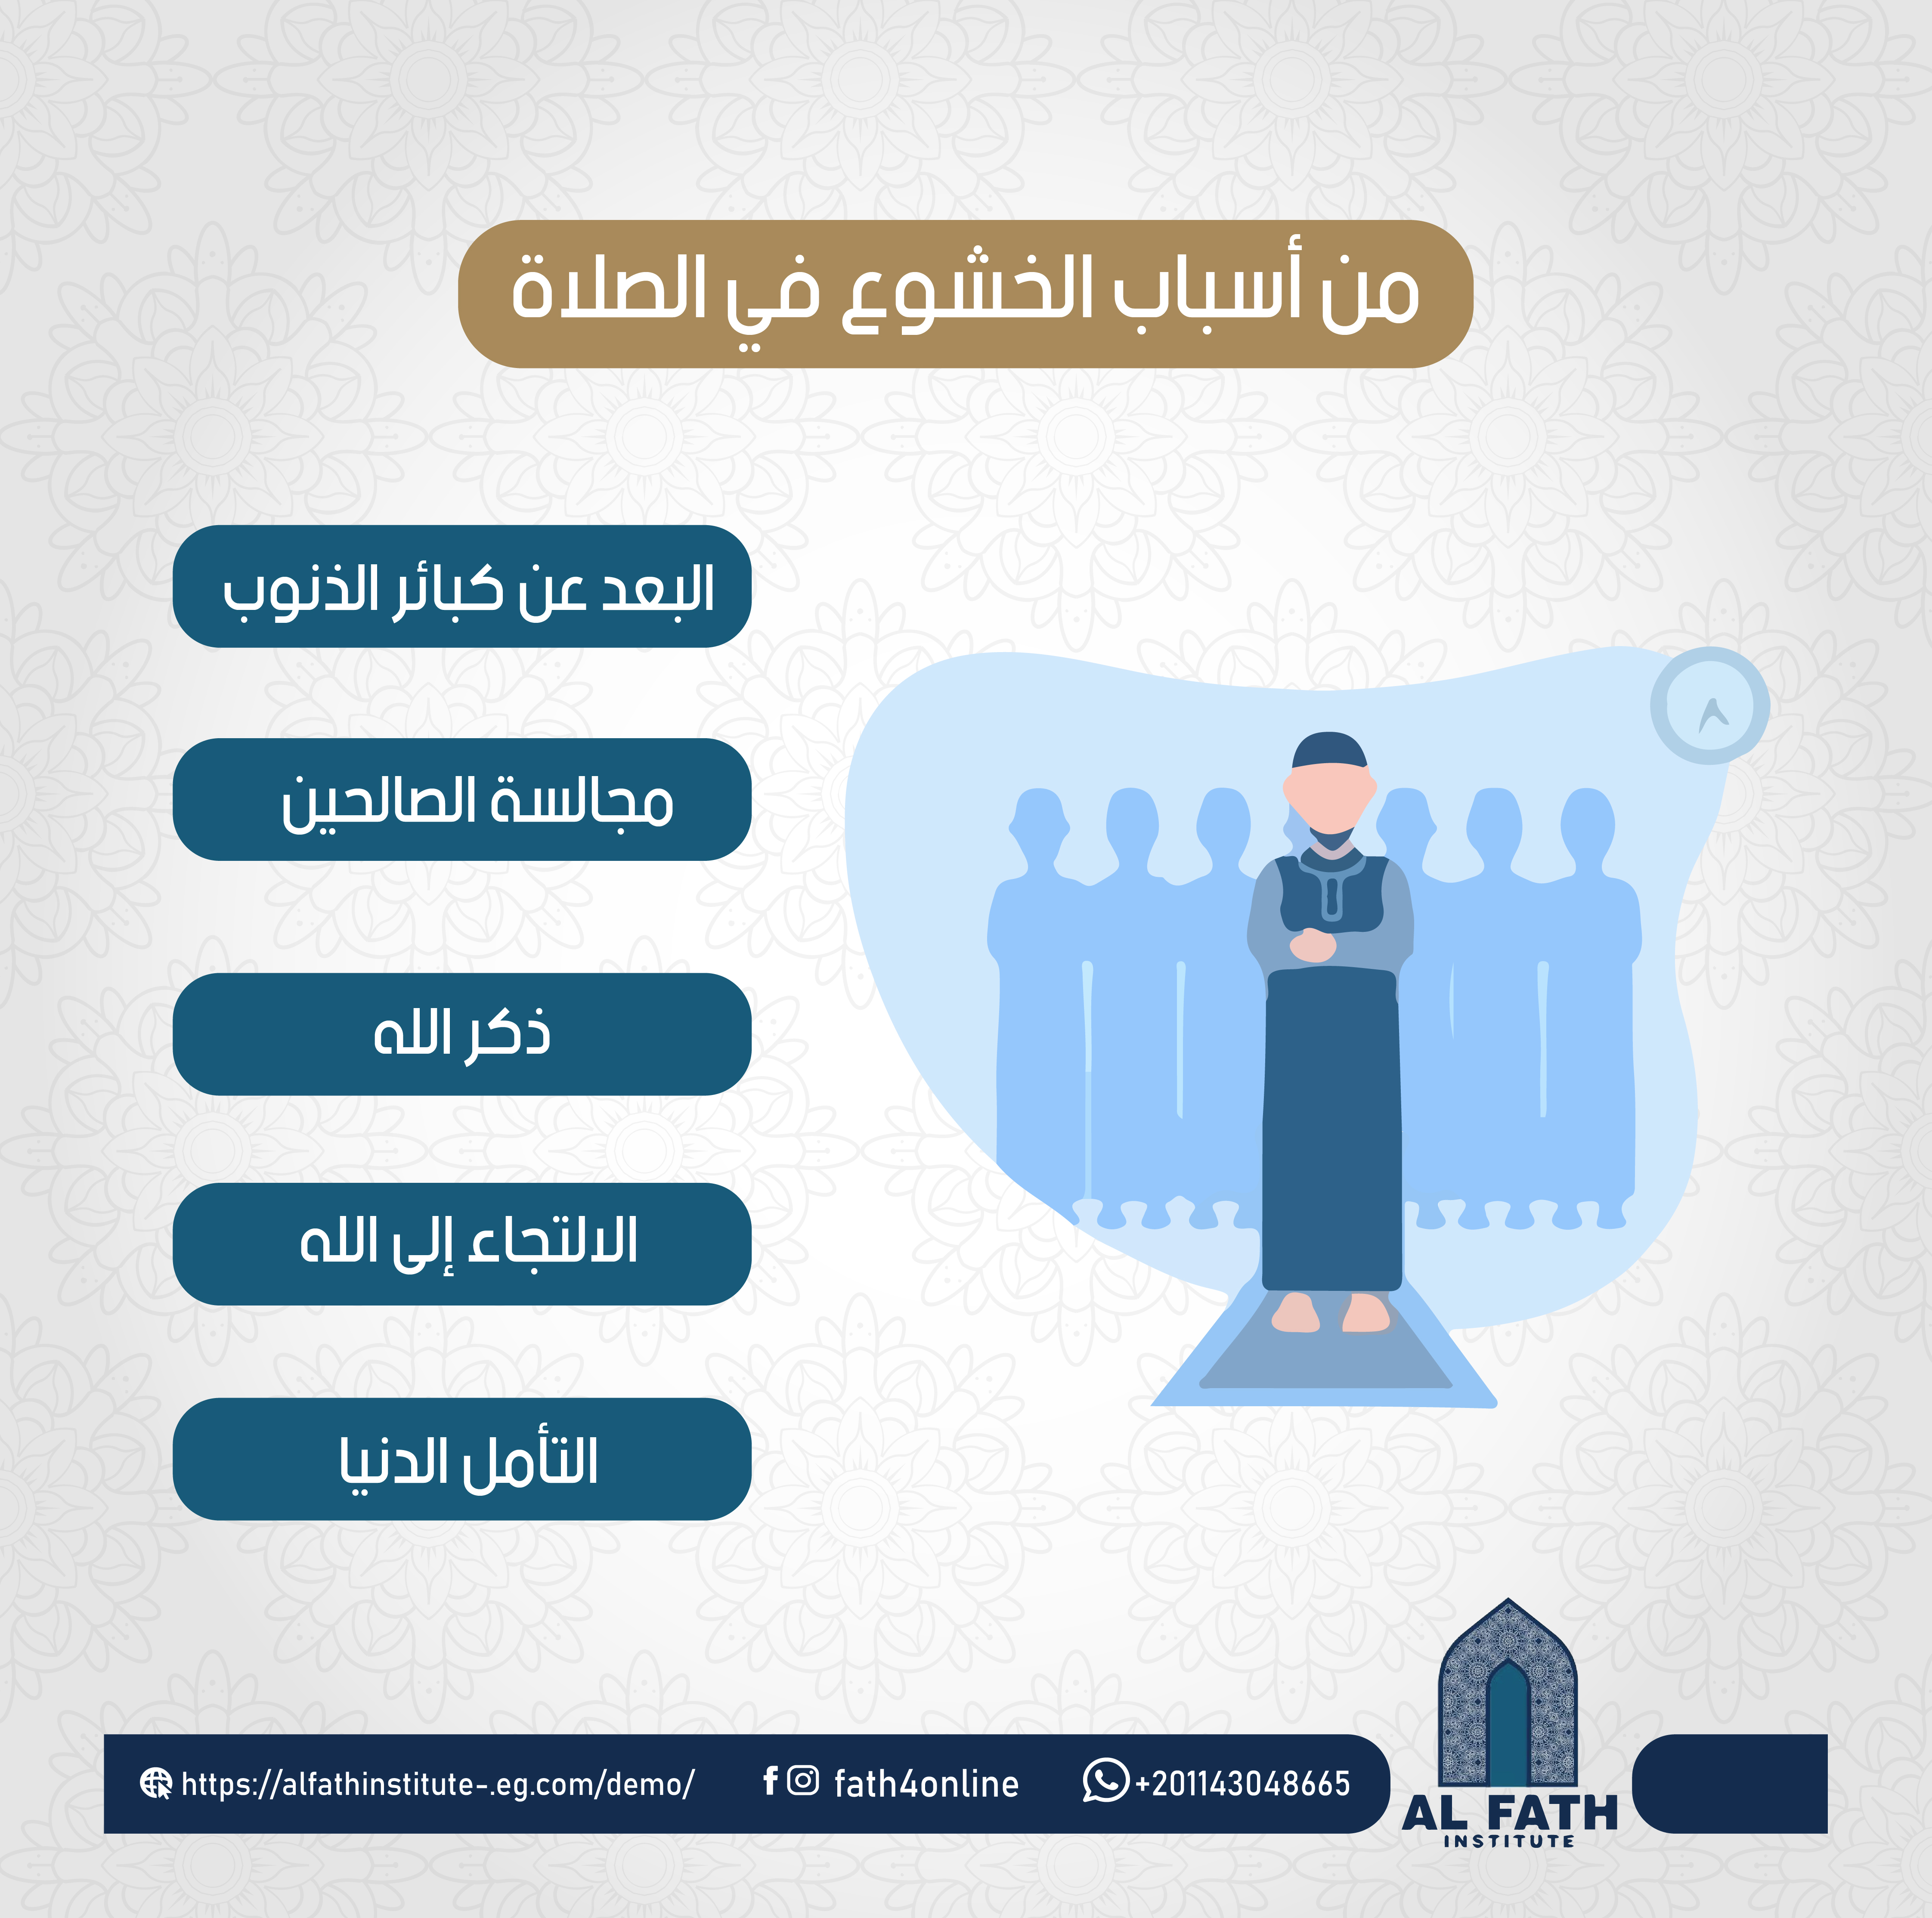 من أسباب الخشوع في الصلاة
البعد عن كبائر الذنوب
مجالسة الصالحين
ذكر الله
الالتجاء إلى الله
التأمل الدنيا
https://alfathinstitute-.eg.com/demo/
fath4online
+201143048665
AL FATH
INSTITUTE